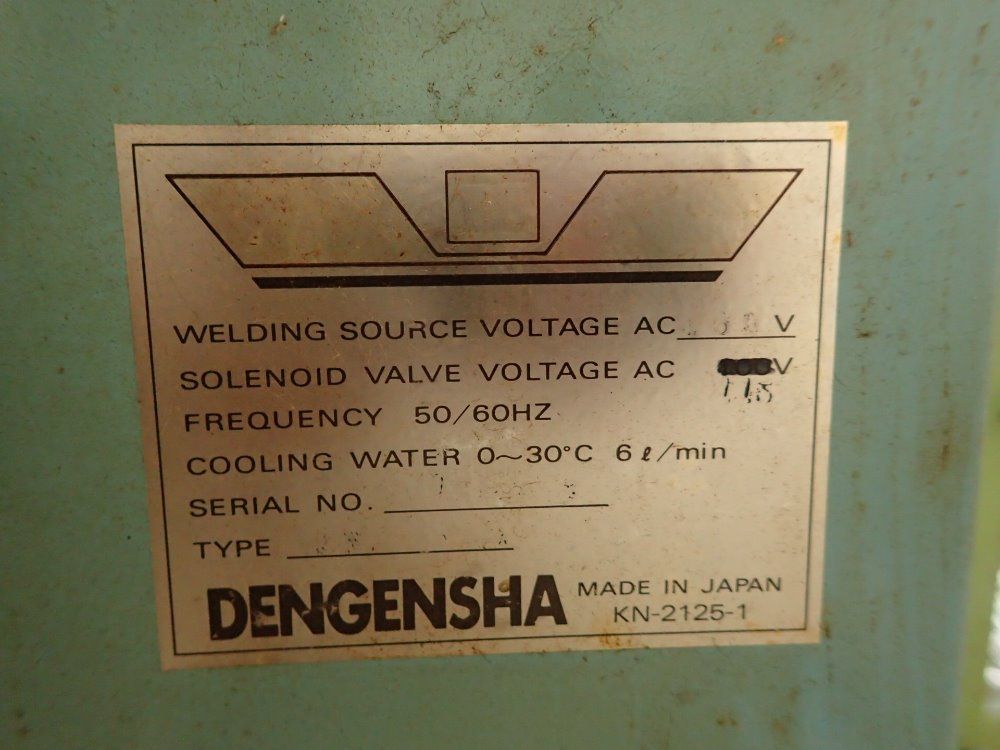 WELDING SOURCE VOLTAGE AC V
SOLENOID VALVE VOLTAGE AC V
FREQUENCY 50/60HZ
COOLING WATER 0~30°C 6ℓ/min
SERIAL NO.
TYPE
DENGENSHA
MADE IN JAPAN
KN-2125-1